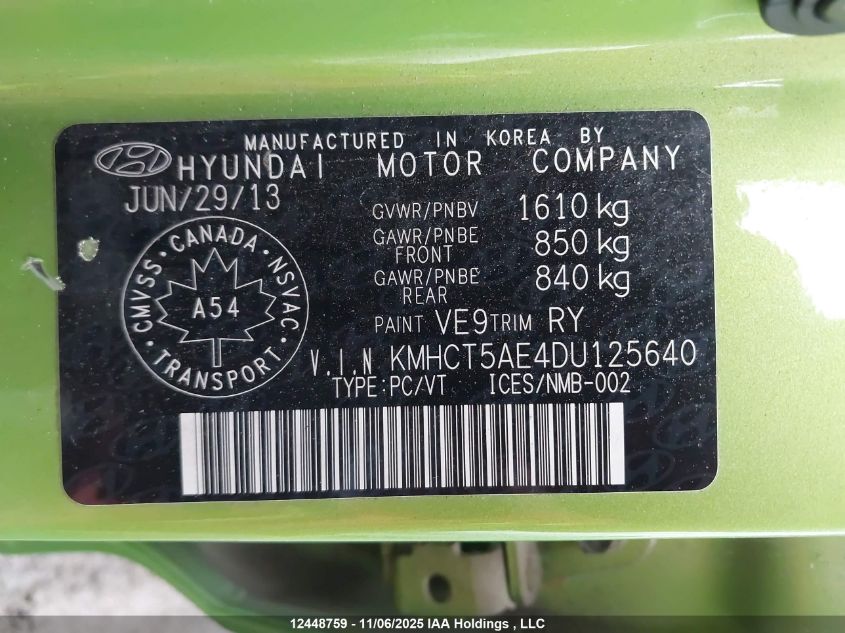 MANUFACTURED IN KOREA BY
HYUNDAI MOTOR COMPANY
JUN/29/13
GVWR/PNBV 1610 kg
GAWR/PNBE FRONT 850 kg
GAWR/PNBE REAR 840 kg
PAINT VE9 TRIM RY
CMVSS · CANADA · NSVAC
A54
TRANSPORT
V.I.N KMHCT5AE4DU125640
TYPE:PC/VT ICES/NMB-002
12448759 - 11/06/2025 IAA Holdings , LLC